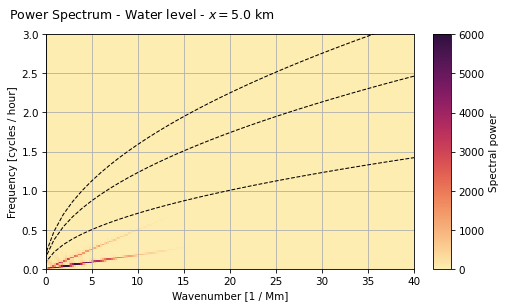 Power Spectrum - Water level - x = 5.0 km
3.0
2.5
2.0
1.5
1.0
0.5
0.0
Frequency [cycles / hour]
0 5 10 15 20 25 30 35 40
Wavenumber [1 / Mm]
6000
5000
4000
3000
2000
1000
0
Spectral power